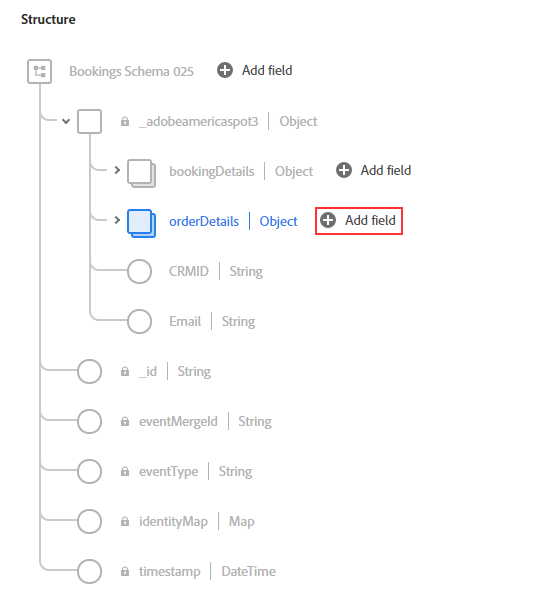 Structure
Bookings Schema 025 Add field
_adobeamericaspot3 | Object
bookingDetails | Object Add field
orderDetails | Object Add field
CRMID | String
Email | String
_id | String
eventMergeId | String
eventType | String
identityMap | Map
timestamp | DateTime